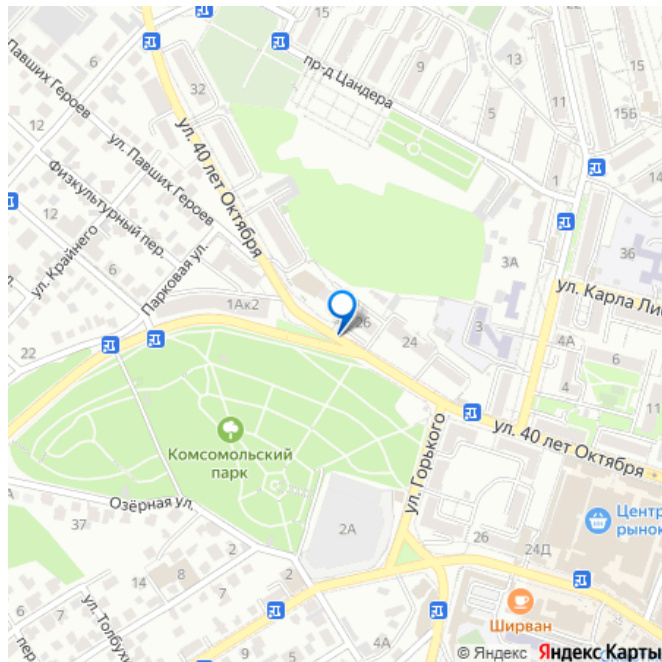 22
15
6
9
13
15
Павших Героев
32
пр-д Цандера
11
15Б
12
ул. Павших Героев
ул. 40 лет Октября
5
Физкультурный пер.
1
12
ул. Крайнего
6
Парковая ул.
3А
36
1Ак2
26
ул. Карла Ли
3
24
4А
22
6
4
11
ул. 40 лет Октября
ул. Горького
Комсомольский
парк
Озёрная ул.
Центр
рынок
37
2А
2
26
24Д
14
8
2
ул. Толбухи
7
Ширван
4А
пер.
6
© Яндекс Яндекс Карты